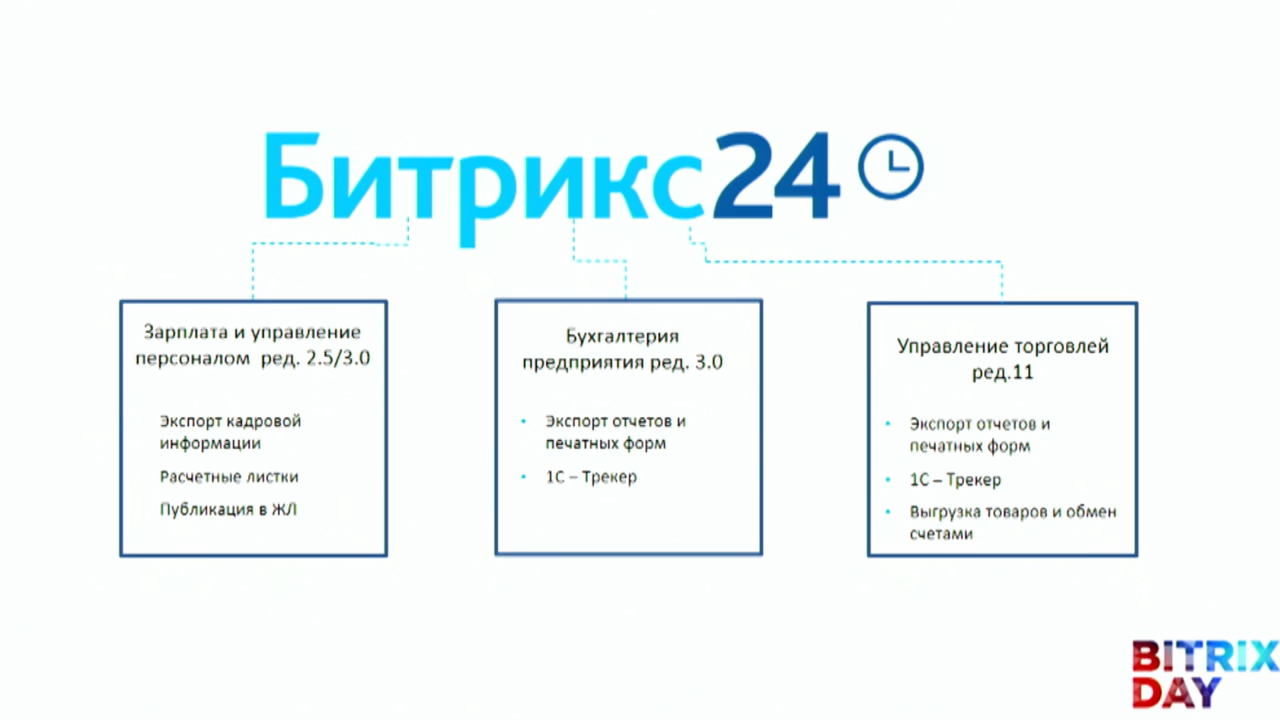 Битрикс24
Зарплата и управление
персоналом ред. 2.5/3.0
Экспорт кадровой
информации
Расчетные листки
Публикация в ЖЛ
Бухгалтерия
предприятия ред. 3.0
• Экспорт отчетов и
печатных форм
• 1С – Трекер
Управление торговлей
ред.11
• Экспорт отчетов и
печатных форм
• 1С – Трекер
• Выгрузка товаров и обмен
счетами
BITRIX
DAY